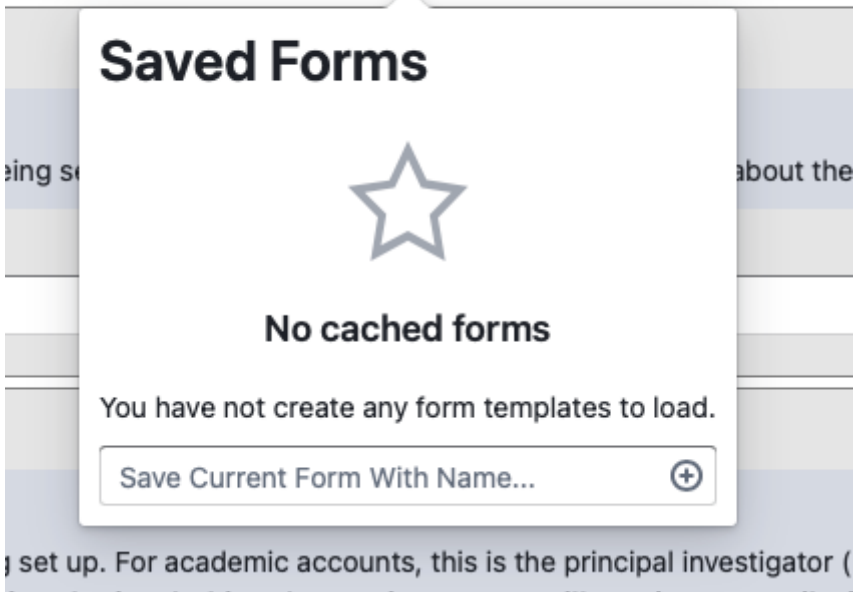 Saved Forms
eing se
about the
No cached forms
You have not create any form templates to load.
Save Current Form With Name...
set up. For academic accounts, this is the principal investigator (